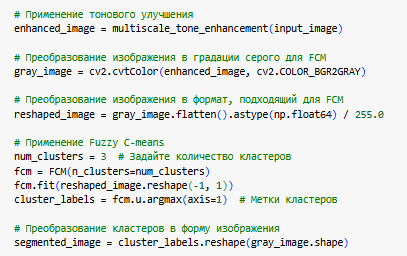 # Применение тонового улучшения
enhanced_image = multiscale_tone_enhancement(input_image)
# Преобразование изображения в градации серого для FCM
gray_image = cv2.cvtColor(enhanced_image, cv2.COLOR_BGR2GRAY)
# Преобразование изображения в формат, подходящий для FCM
reshaped_image = gray_image.flatten().astype(np.float64) / 255.0
# Применение Fuzzy C-means
num_clusters = 3  # Задайте количество кластеров
fcm = FCM(n_clusters=num_clusters)
fcm.fit(reshaped_image.reshape(-1, 1))
cluster_labels = fcm.u.argmax(axis=1)  # Метки кластеров
# Преобразование кластеров в форму изображения
segmented_image = cluster_labels.reshape(gray_image.shape)